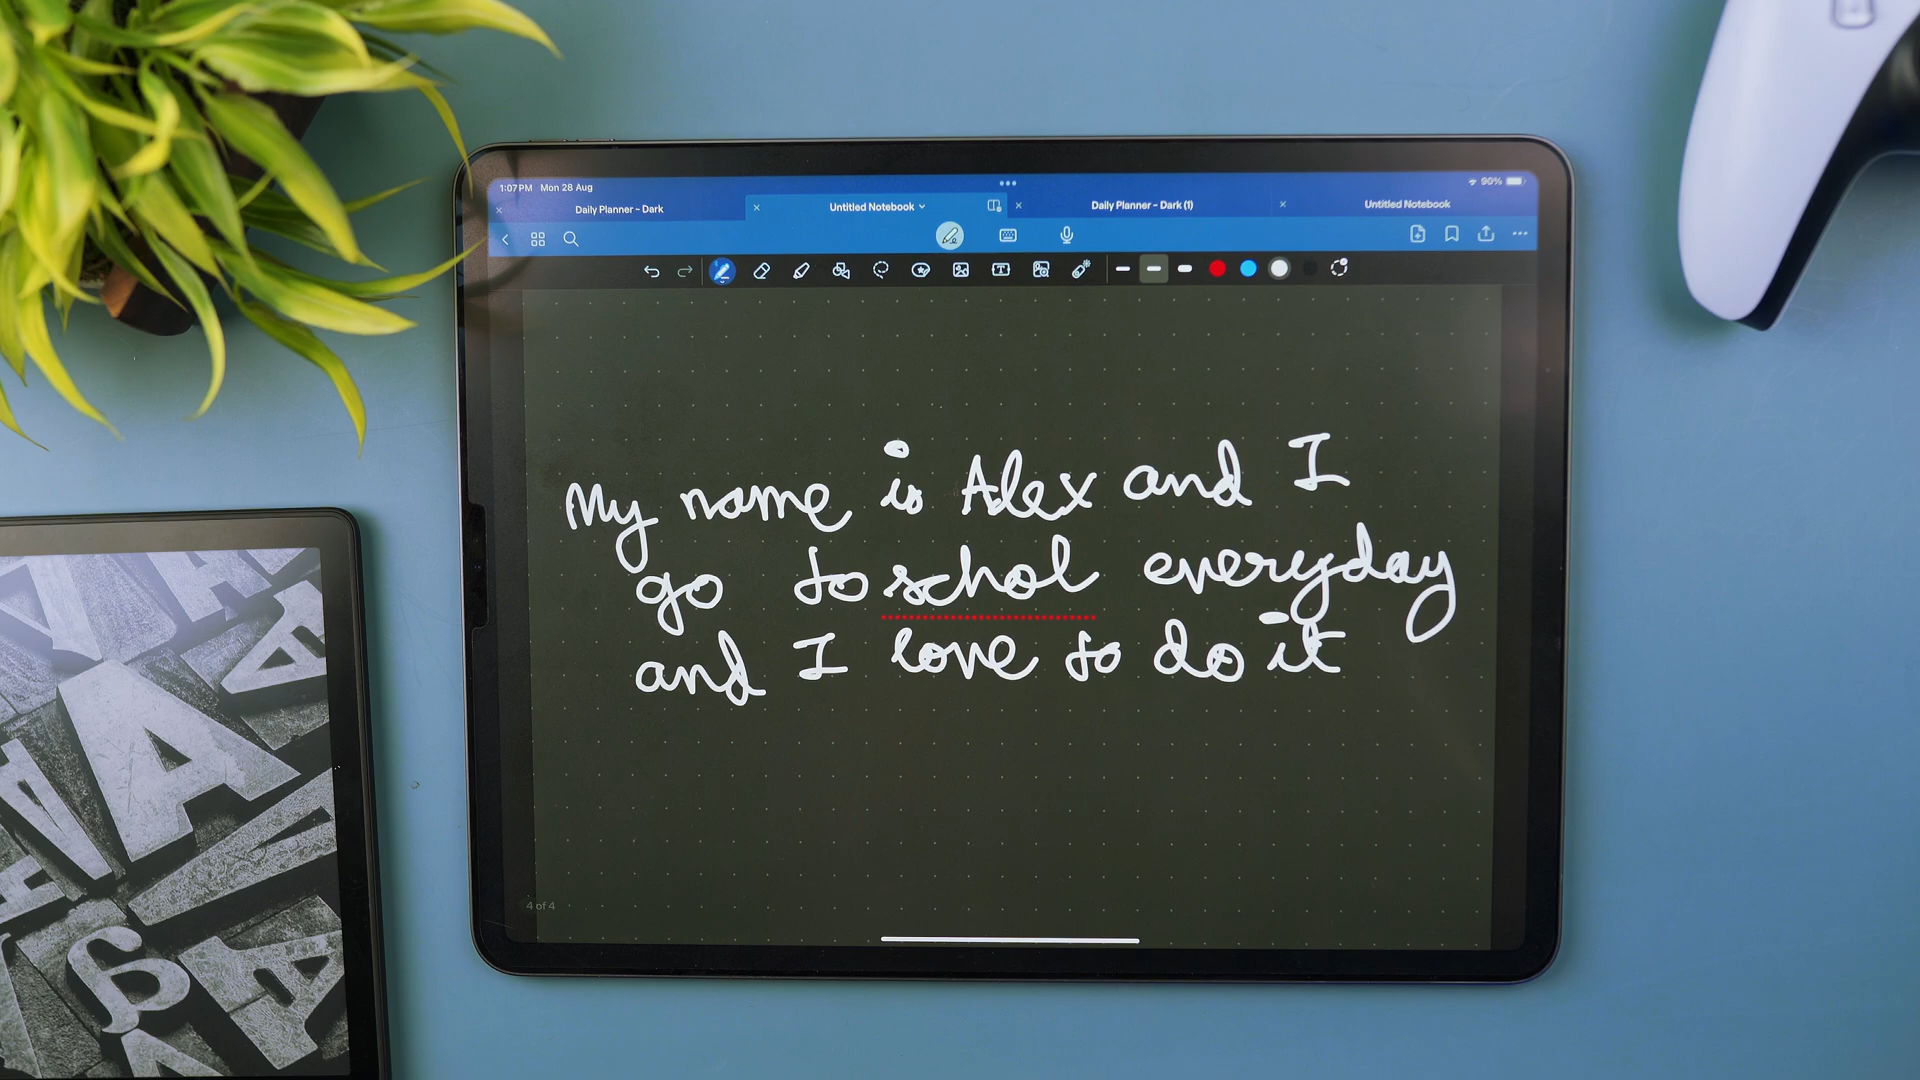 1:07 PM Mon 28 Aug
90%
Daily Planner - Dark
Untitled Notebook
Daily Planner - Dark (1)
Untitled Notebook
My name is Alex and I
go to schol everyday
and I love to do it
4 of 4